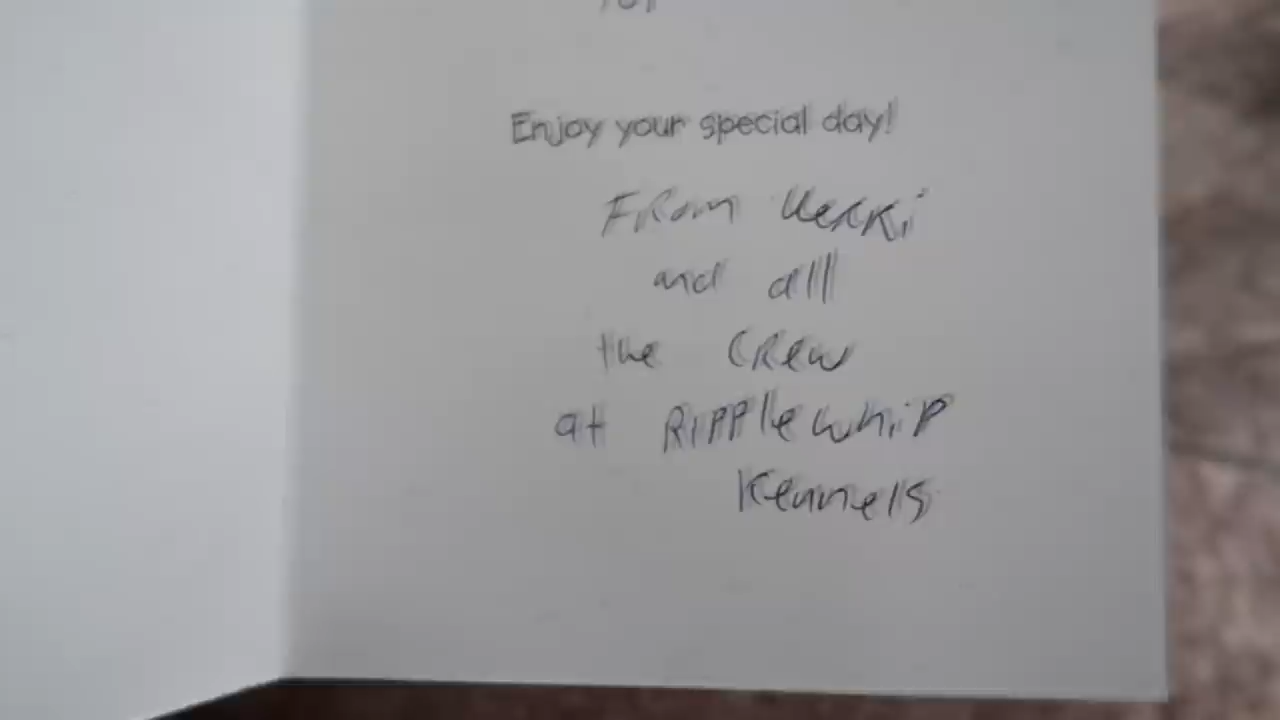 Enjoy your special day!
FRom
and all
the CRew
at RIPPlewhiP
Kennels